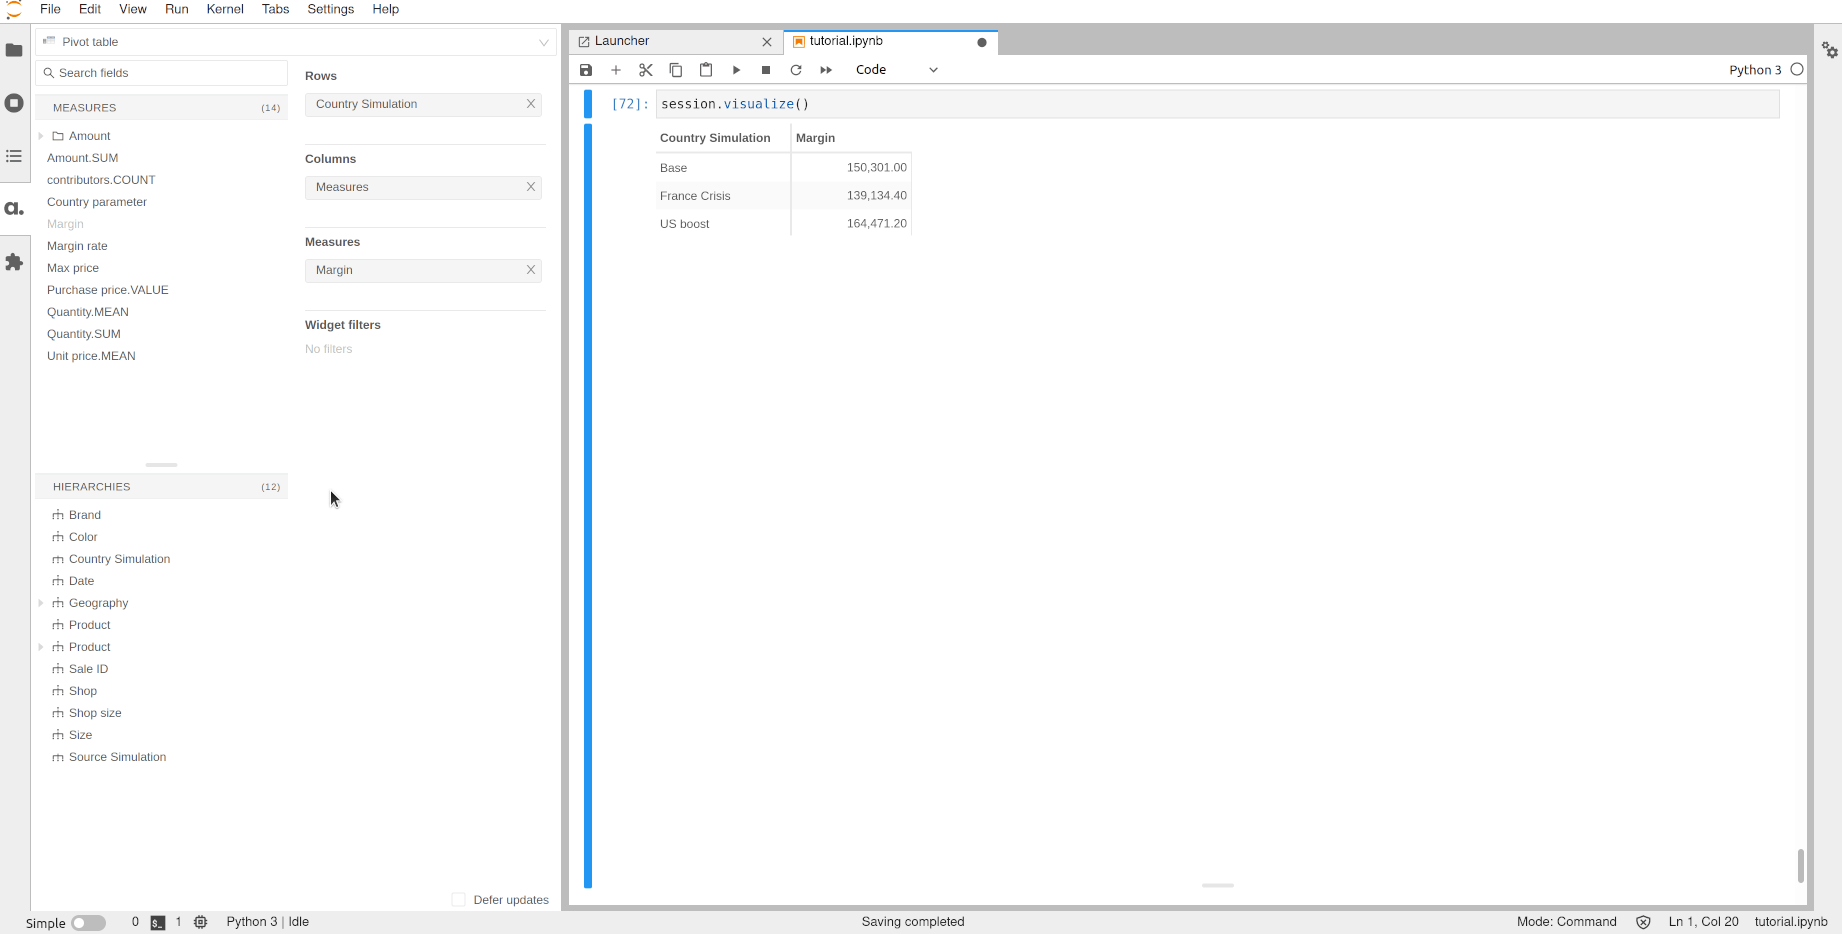 File Edit View Run Kernel Tabs Settings Help
Pivot table
Search fields
MEASURES (14)
Amount
Amount.SUM
contributors.COUNT
Country parameter
Margin
Margin rate
Max price
Purchase price.VALUE
Quantity.MEAN
Quantity.SUM
Unit price.MEAN
HIERARCHIES (12)
Brand
Color
Country Simulation
Date
Geography
Product
Product
Sale ID
Shop
Shop size
Size
Source Simulation
Rows
Country Simulation X
Columns
Measures X
Measures
Margin X
Widget filters
No filters
Defer updates
Launcher
tutorial.ipynb
Code
Python 3
[72]: session.visualize()
Country Simulation Margin
Base 150,301.00
France Crisis 139,134.40
US boost 164,471.20
Simple 0 $_ 1 Python 3 | Idle Saving completed Mode: Command Ln 1, Col 20 tutorial.ipynb